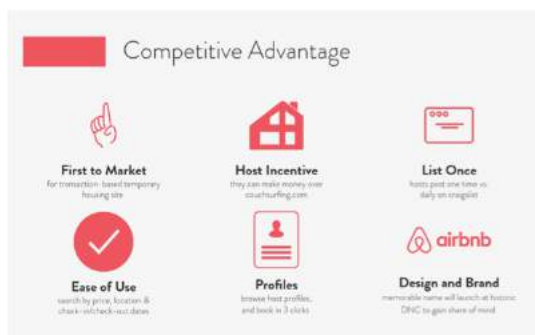 Competitive Advantage
First to Market
for transaction-based temporary
housing site
Host Incentive
they can make money over
couchsurfing.com
List Once
hosts post one time vs.
daily on craigslist
airbnb
Ease of Use
search by price, location &
check-in/check-out dates
Profiles
browse host profiles,
and book in 3 clicks
Design and Brand
memorable name will launch at historic
DNC to gain share of mind